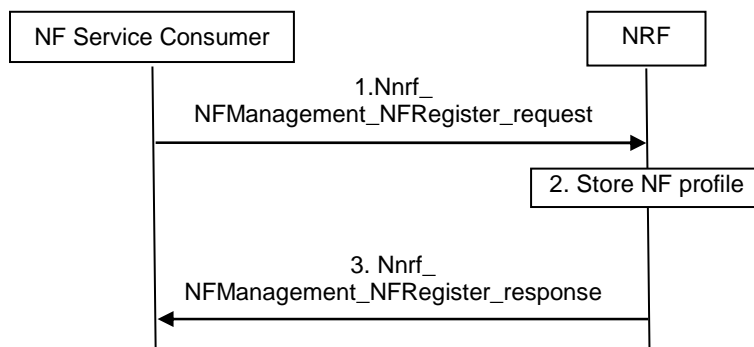 NF Service Consumer
NRF
1.Nnrf_
NFManagement_NFRegister_request
2. Store NF profile
3. Nnrf_
NFManagement_NFRegister_response